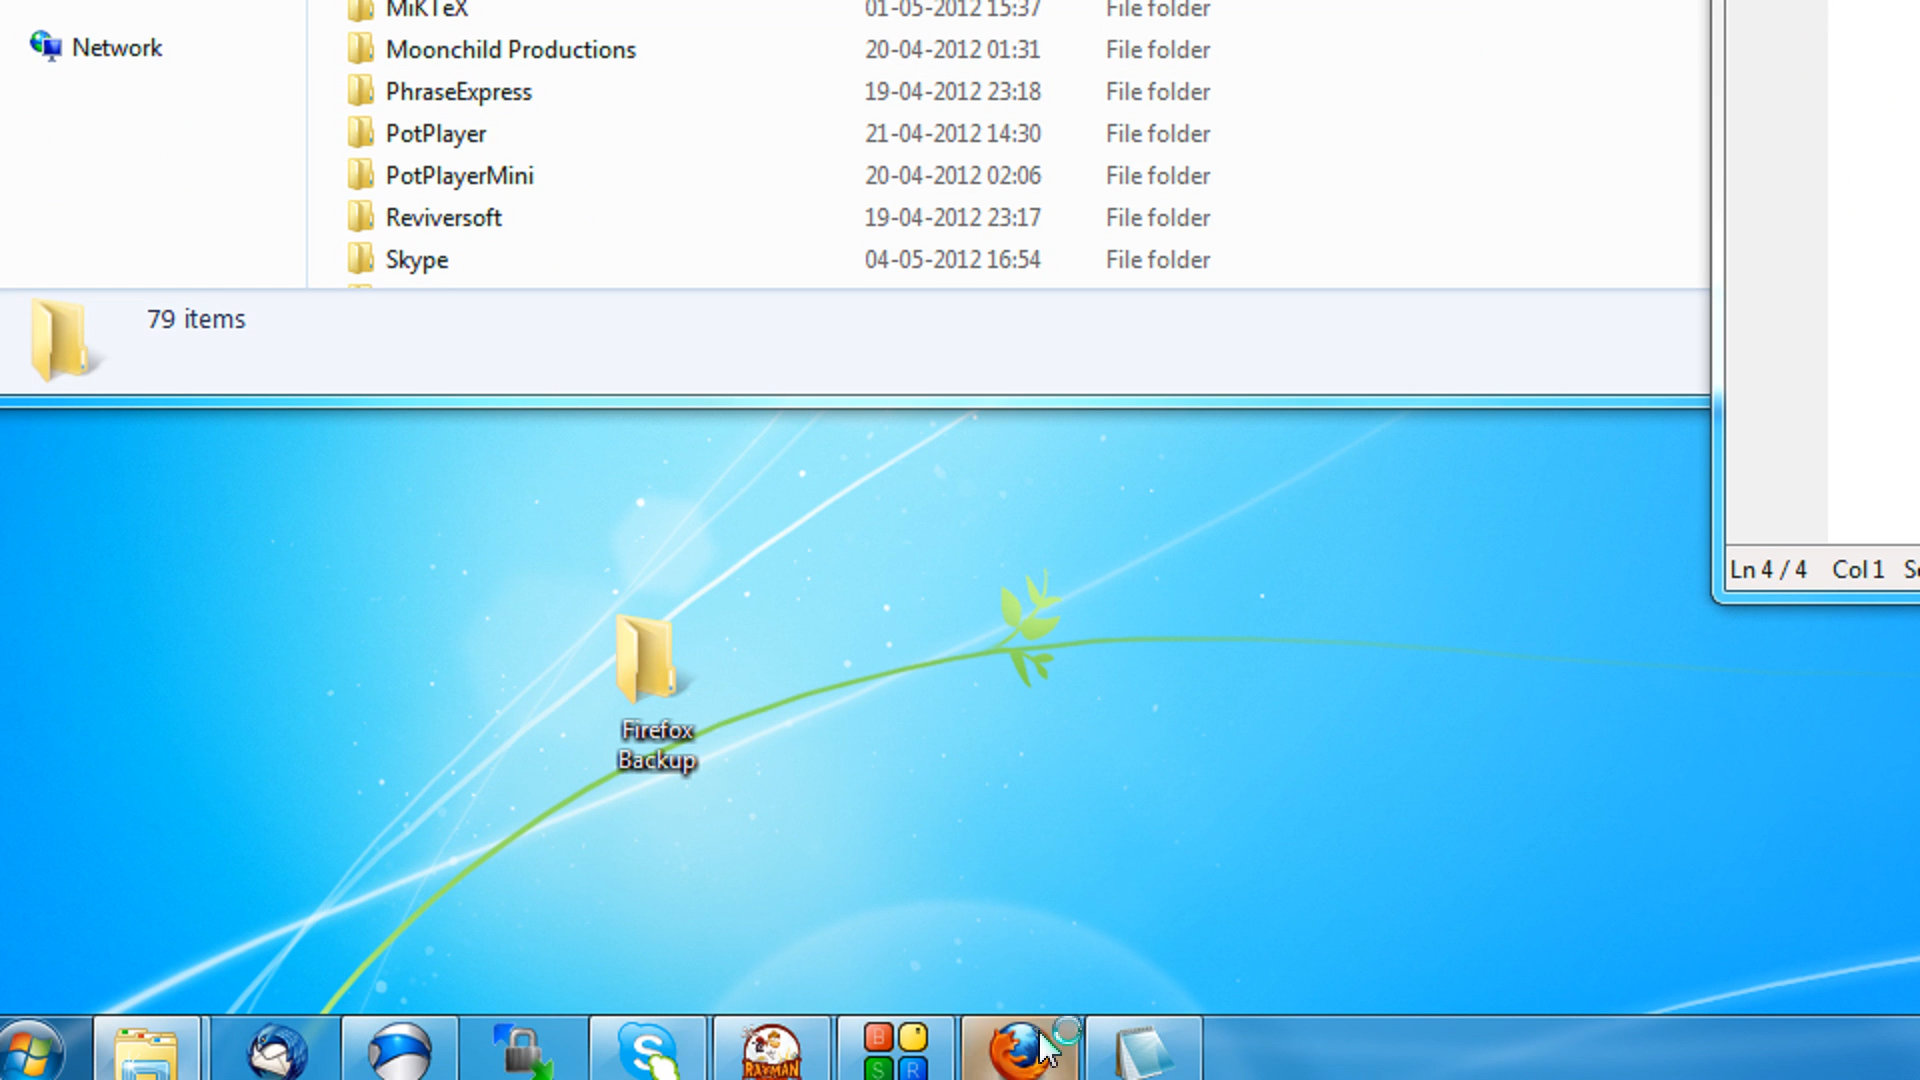 MiKTeX 01-05-2012 15:37 File folder
Network
Moonchild Productions 20-04-2012 01:31 File folder
PhraseExpress 19-04-2012 23:18 File folder
PotPlayer 21-04-2012 14:30 File folder
PotPlayerMini 20-04-2012 02:06 File folder
Reviversoft 19-04-2012 23:17 File folder
Skype 04-05-2012 16:54 File folder
79 items
Ln 4 / 4 Col 1
Firefox
Backup
S
RAYMAN
B
S R